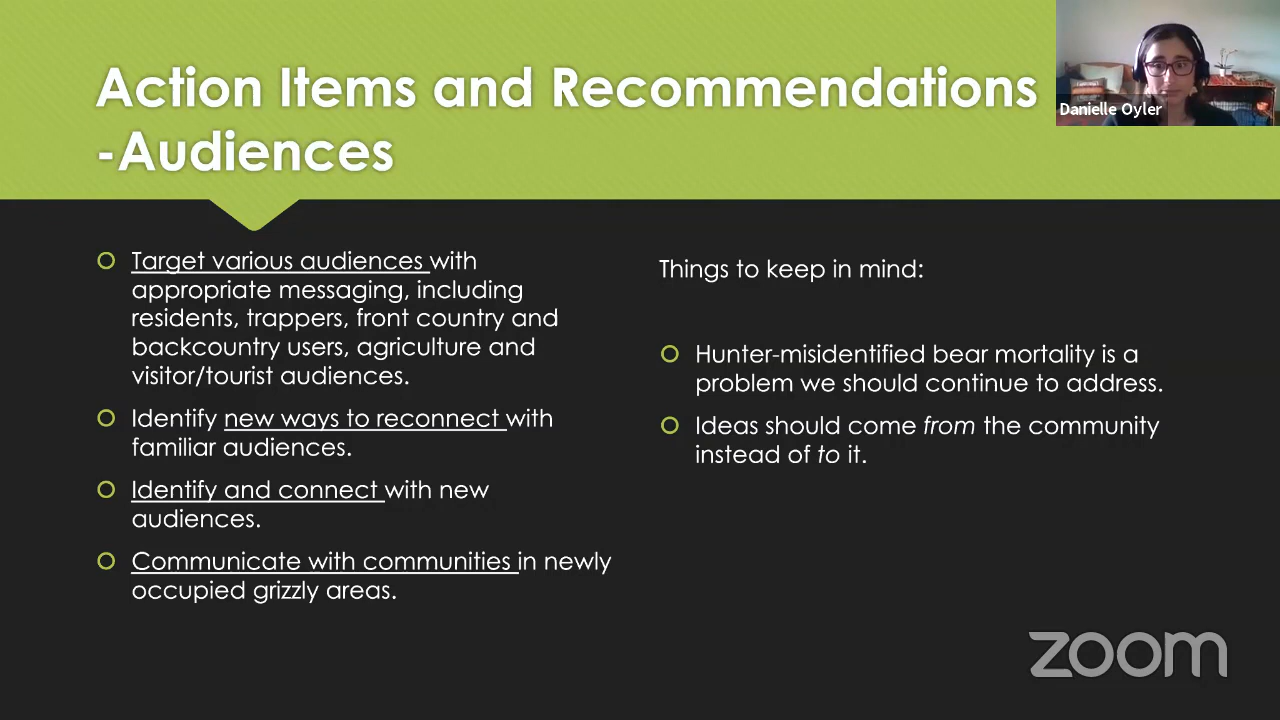 Action Items and Recommendations
-Audiences
Danielle Oyler
Target various audiences with
appropriate messaging, including
residents, trappers, front country and
backcountry users, agriculture and
visitor/tourist audiences.
Identify new ways to reconnect with
familiar audiences.
Identify and connect with new
audiences.
Communicate with communities in newly
occupied grizzly areas.
Things to keep in mind:
Hunter-misidentified bear mortality is a
problem we should continue to address.
Ideas should come from the community
instead of to it.
zoom